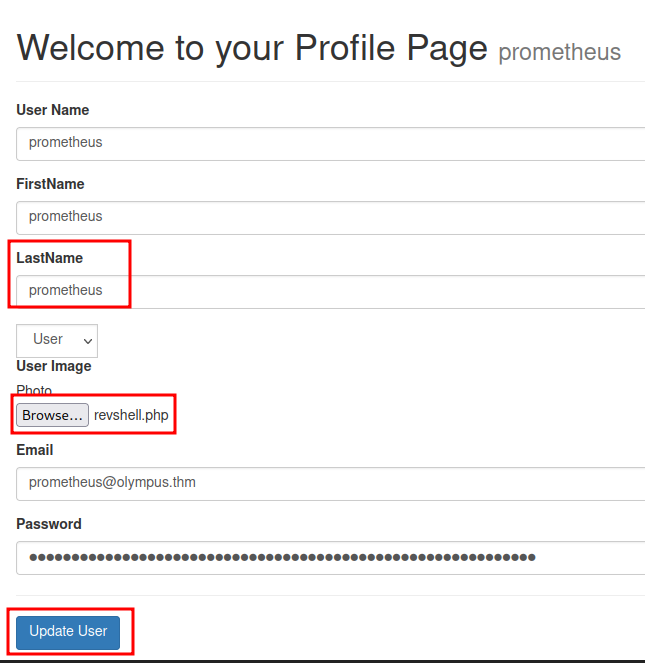 Welcome to your Profile Page prometheus
User Name
prometheus
FirstName
prometheus
LastName
prometheus
User
User Image
Photo
Browse... revshell.php
Email
prometheus@olympus.thm
Password
●●●●●●●●●●●●●●●●●●●●●●●●●●●●●●●●●●●●●●●●●●●●●●●●●●●●●●●●●●●●
Update User